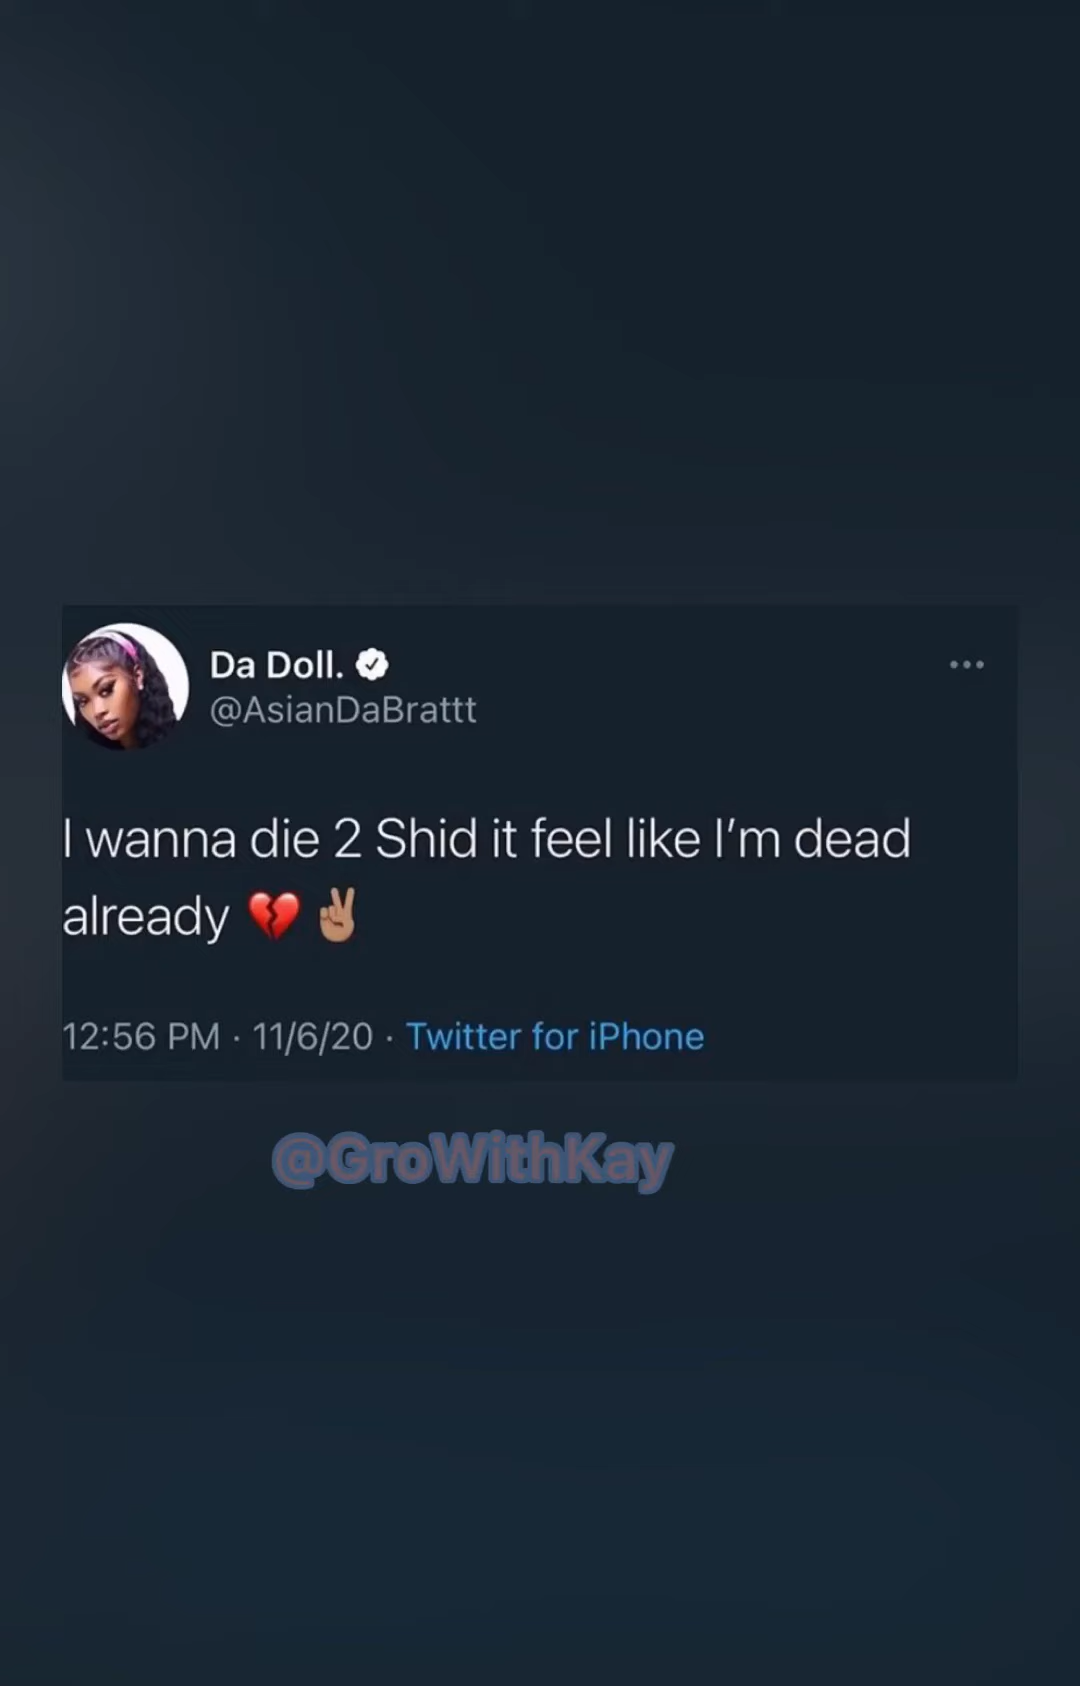 Da Doll.
@AsianDaBrattt
I wanna die 2 Shid it feel like I’m dead
already 💔 ✌🏽
12:56 PM · 11/6/20 · Twitter for iPhone
@GroWithKay